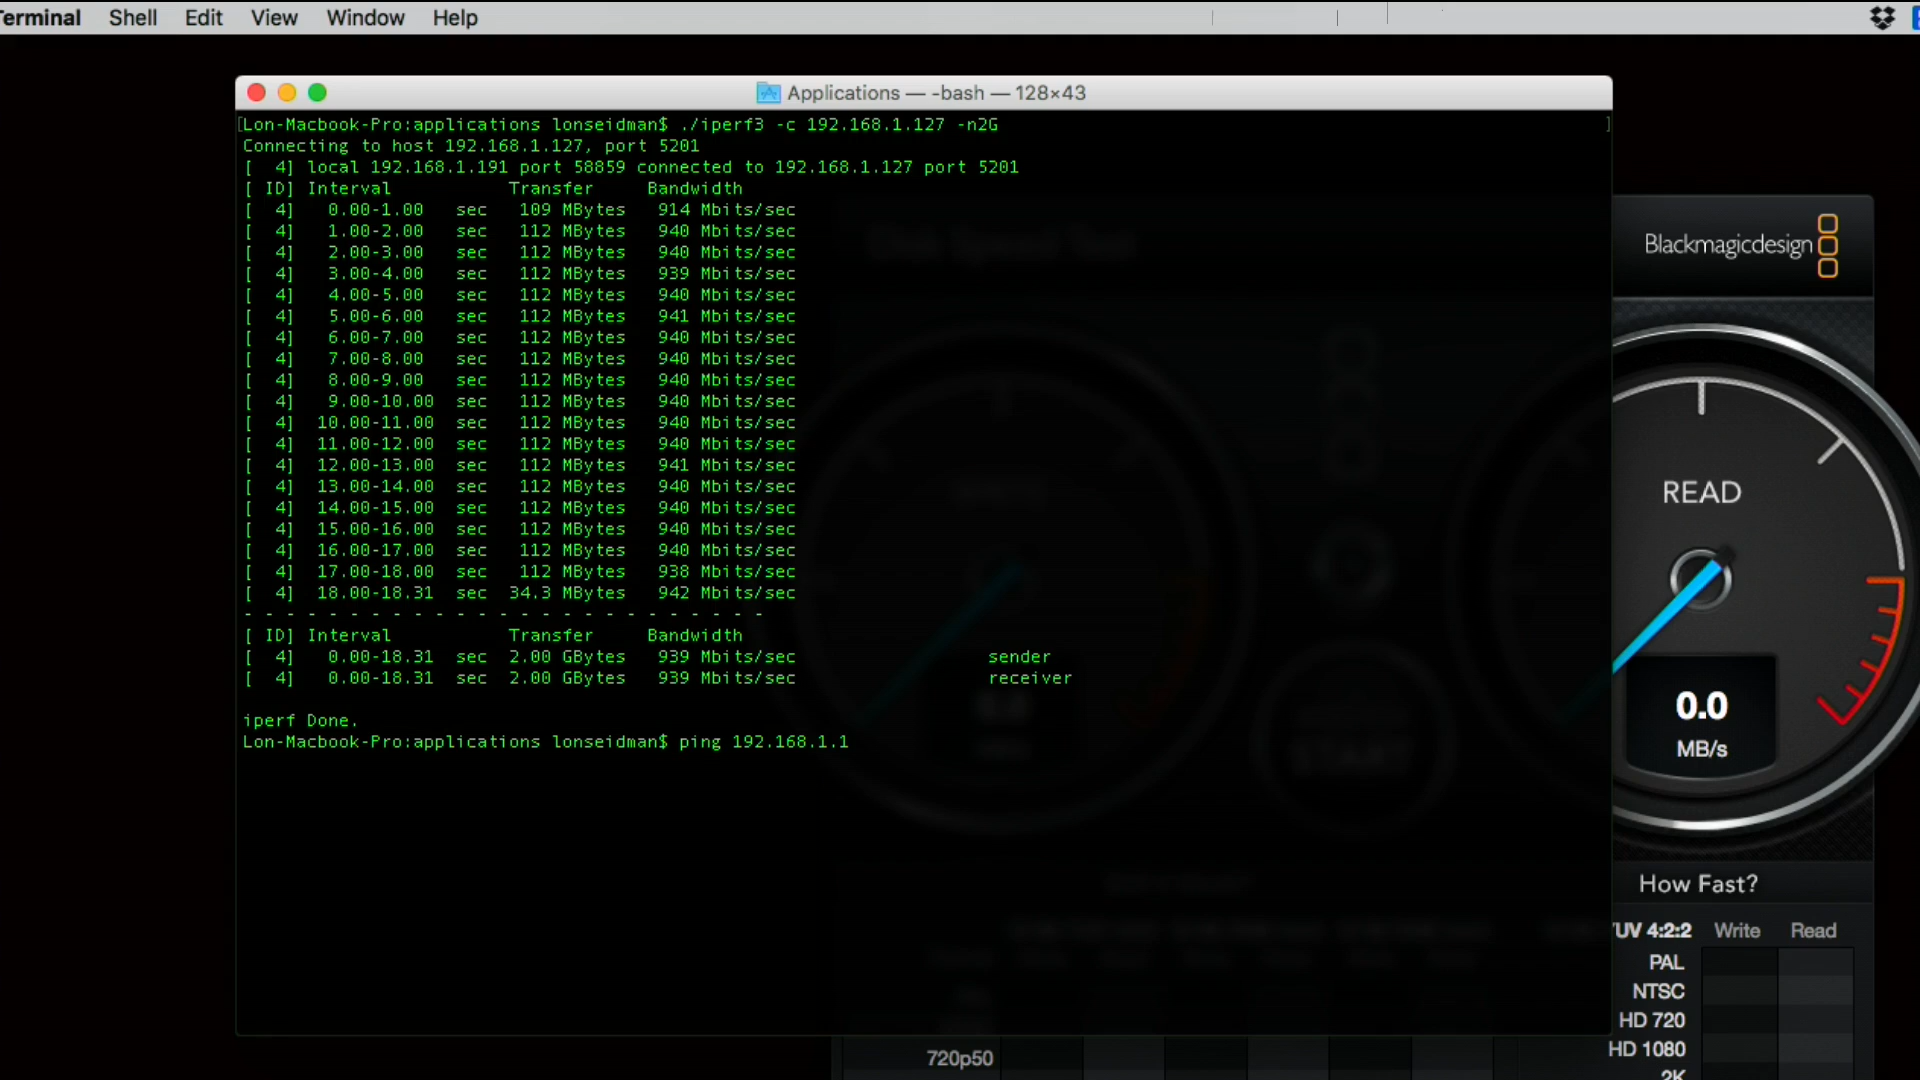 Terminal Shell Edit View Window Help
Applications — -bash — 128×43
[Lon-Macbook-Pro:applications lonseidman$ ./iperf3 -c 192.168.1.127 -n2G ]
Connecting to host 192.168.1.127, port 5201
[  4] local 192.168.1.191 port 58859 connected to 192.168.1.127 port 5201
[ ID] Interval           Transfer     Bandwidth
[  4]   0.00-1.00   sec   109 MBytes   914 Mbits/sec
[  4]   1.00-2.00   sec   112 MBytes   940 Mbits/sec
[  4]   2.00-3.00   sec   112 MBytes   940 Mbits/sec
[  4]   3.00-4.00   sec   112 MBytes   939 Mbits/sec
[  4]   4.00-5.00   sec   112 MBytes   940 Mbits/sec
[  4]   5.00-6.00   sec   112 MBytes   941 Mbits/sec
[  4]   6.00-7.00   sec   112 MBytes   940 Mbits/sec
[  4]   7.00-8.00   sec   112 MBytes   940 Mbits/sec
[  4]   8.00-9.00   sec   112 MBytes   940 Mbits/sec
[  4]   9.00-10.00  sec   112 MBytes   940 Mbits/sec
[  4]  10.00-11.00  sec   112 MBytes   940 Mbits/sec
[  4]  11.00-12.00  sec   112 MBytes   940 Mbits/sec
[  4]  12.00-13.00  sec   112 MBytes   941 Mbits/sec
[  4]  13.00-14.00  sec   112 MBytes   940 Mbits/sec
[  4]  14.00-15.00  sec   112 MBytes   940 Mbits/sec
[  4]  15.00-16.00  sec   112 MBytes   940 Mbits/sec
[  4]  16.00-17.00  sec   112 MBytes   940 Mbits/sec
[  4]  17.00-18.00  sec   112 MBytes   938 Mbits/sec
[  4]  18.00-18.31  sec  34.3 MBytes   942 Mbits/sec
- - - - - - - - - - - - - - - - - - - - - - - - -
[ ID] Interval           Transfer     Bandwidth
[  4]   0.00-18.31  sec  2.00 GBytes   939 Mbits/sec                  sender
[  4]   0.00-18.31  sec  2.00 GBytes   939 Mbits/sec                  receiver
iperf Done.
Lon-Macbook-Pro:applications lonseidman$ ping 192.168.1.1
Blackmagicdesign
READ
0.0
MB/s
How Fast?
YUV 4:2:2 Write Read
PAL
NTSC
HD 720
HD 1080
2K
720p50